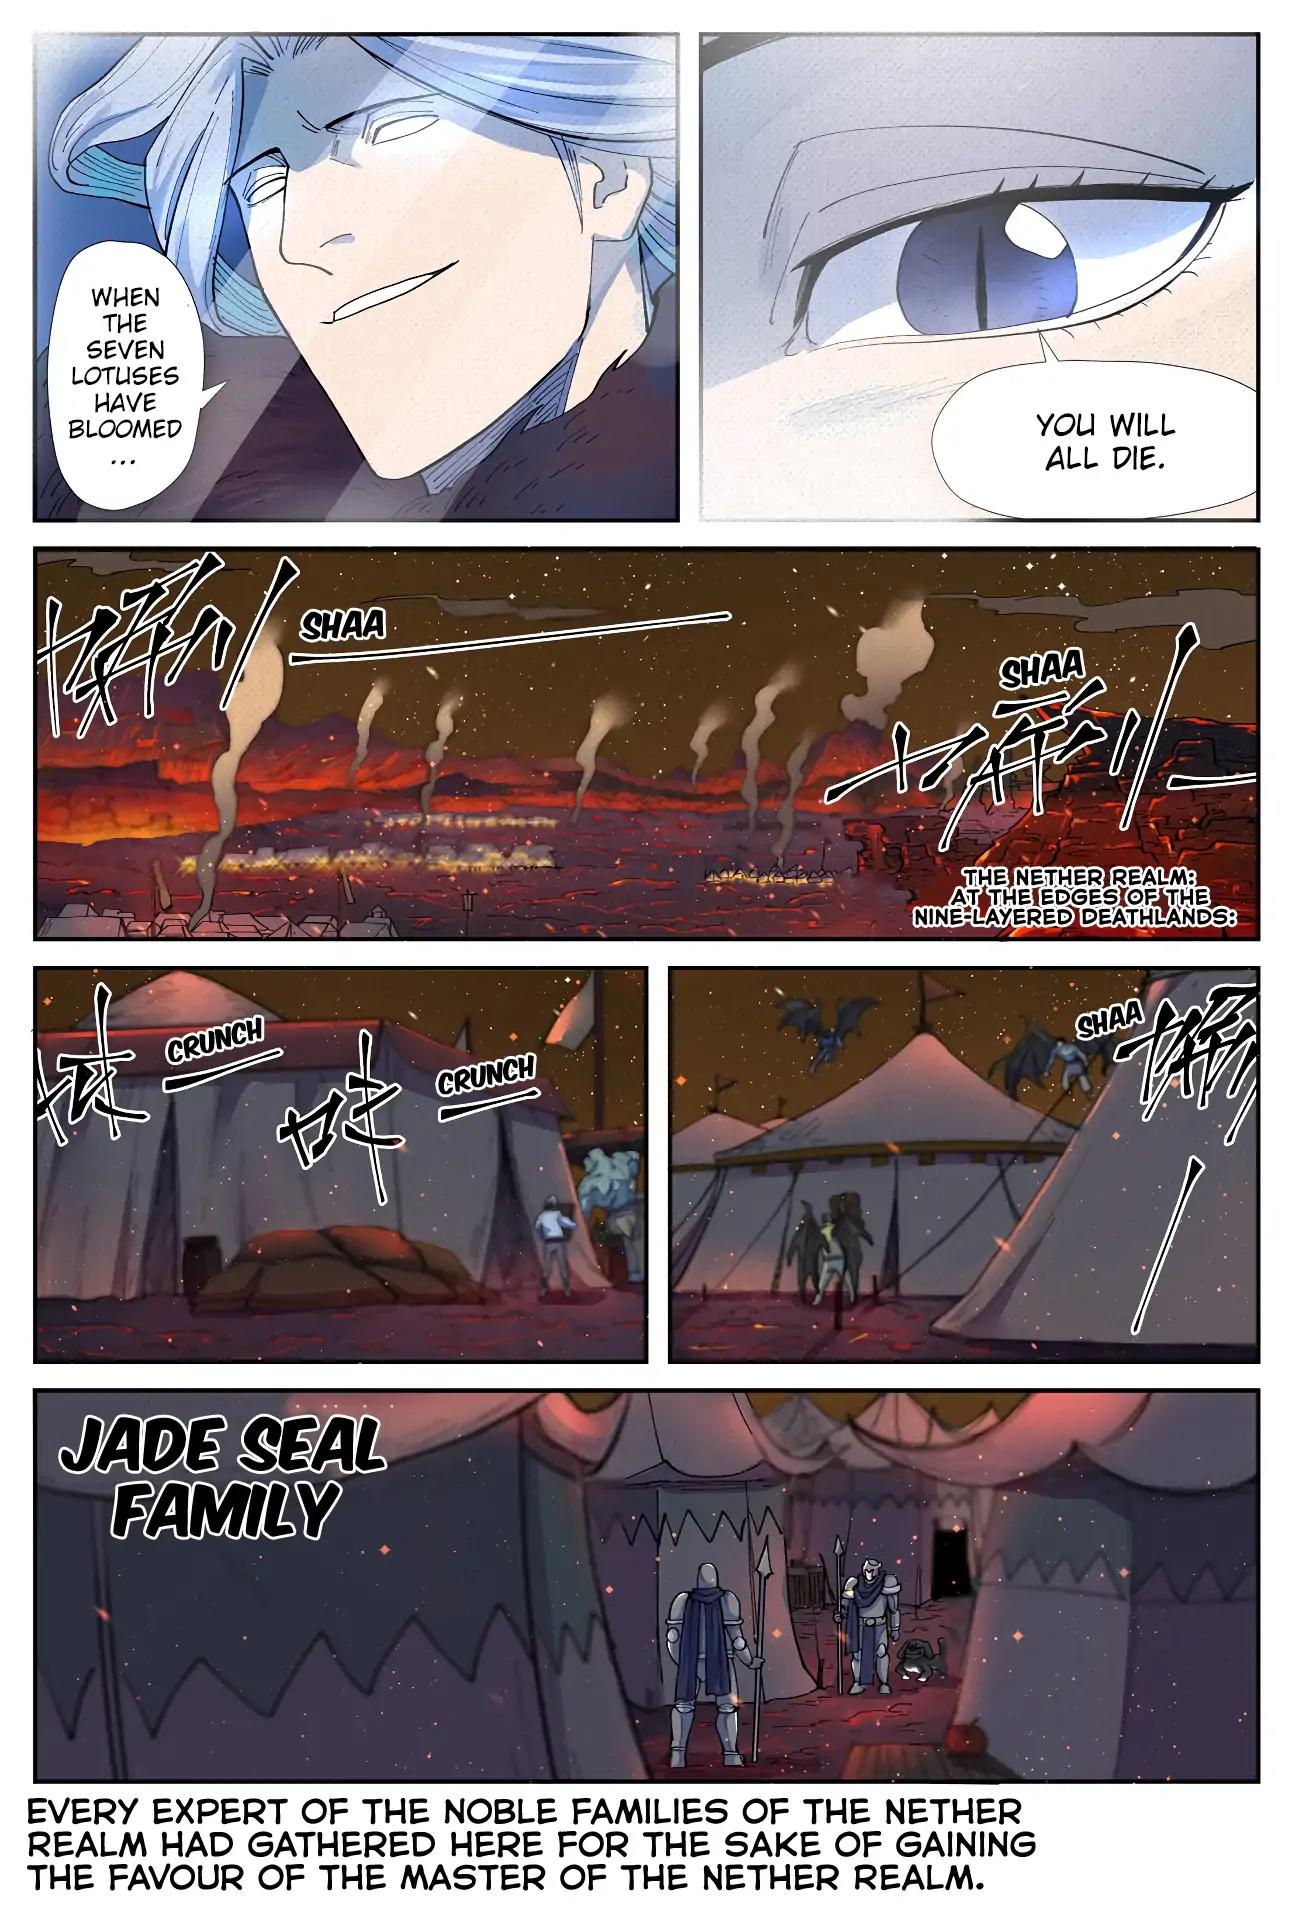 WHEN
THE
SEVEN
LOTUSES
HAVE
BLOOMED
...
YOU WILL
ALL DIE.
SHAA
SHAA
THE NETHER REALM:
AT THE EDGES OF THE
NINE-LAYERED DEATHLANDS:
CRUNCH
CRUNCH
SHAA
JADE SEAL
FAMILY
EVERY EXPERT OF THE NOBLE FAMILIES OF THE NETHER
REALM HAD GATHERED HERE FOR THE SAKE OF GAINING
THE FAVOUR OF THE MASTER OF THE NETHER REALM.